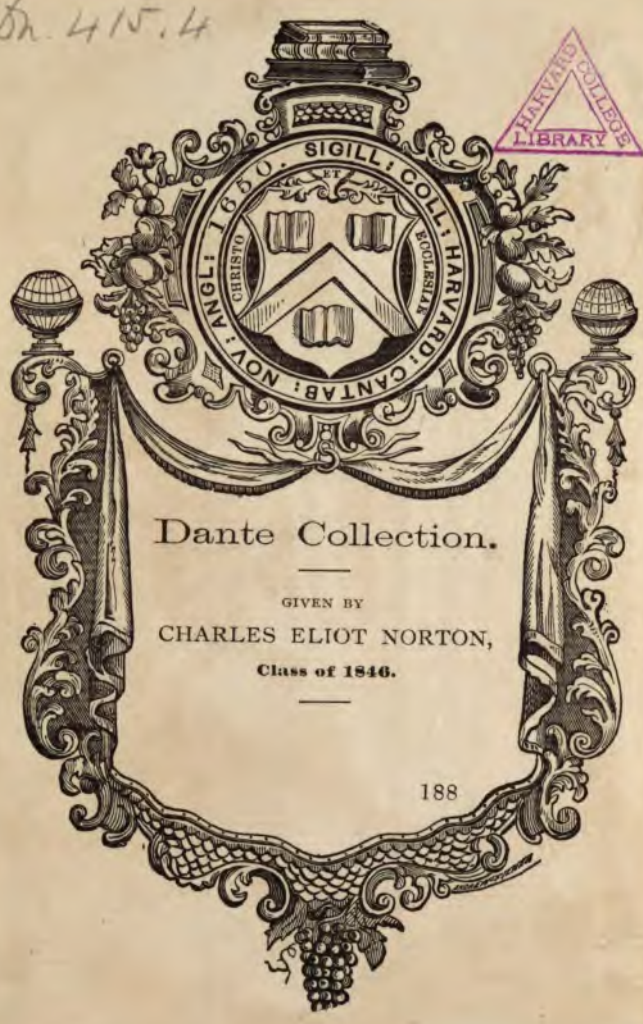 Dn. 415.4
HARVARD COLLEGE
LIBRARY
1650. SIGILL: COLL: HARVARD: CANTAB: NOV: ANGL:
CHRISTO ET ECCLESIAE
Dante Collection.
GIVEN BY
CHARLES ELIOT NORTON,
Class of 1846.
188